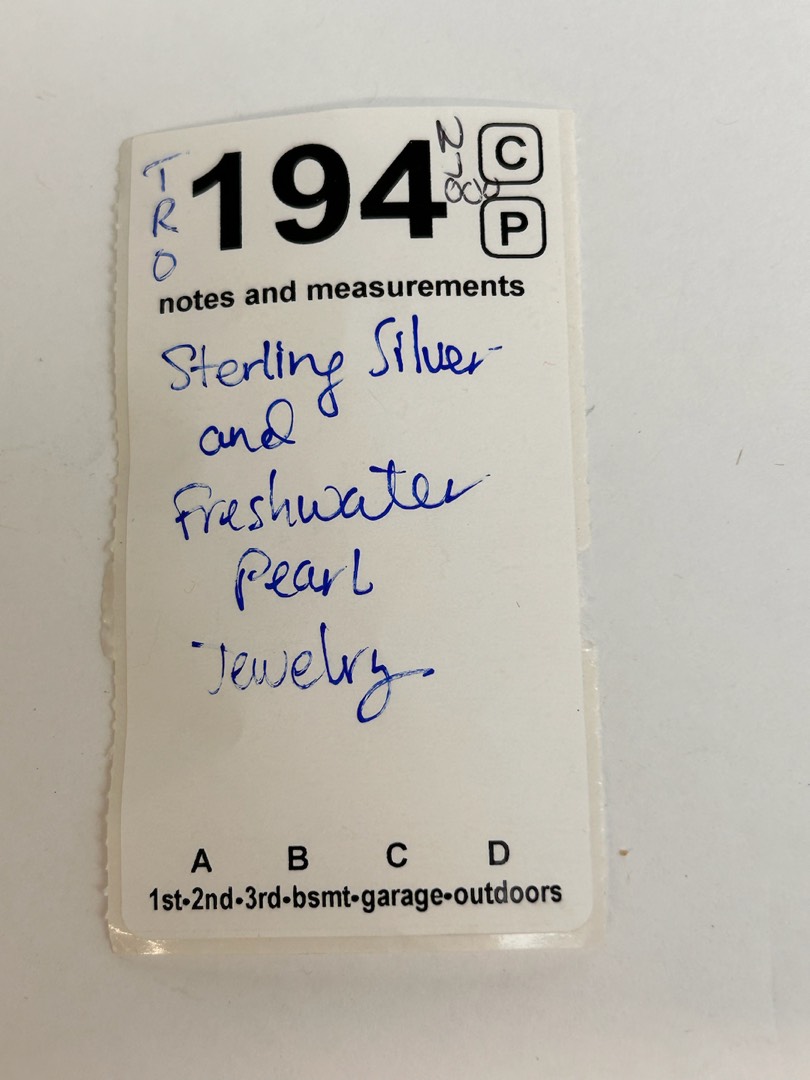 TRO
194
C
P
notes and measurements
Sterling Silver
and
Freshwater
Pearl
Jewelry
A B C D
1st•2nd•3rd•bsmt•garage•outdoors